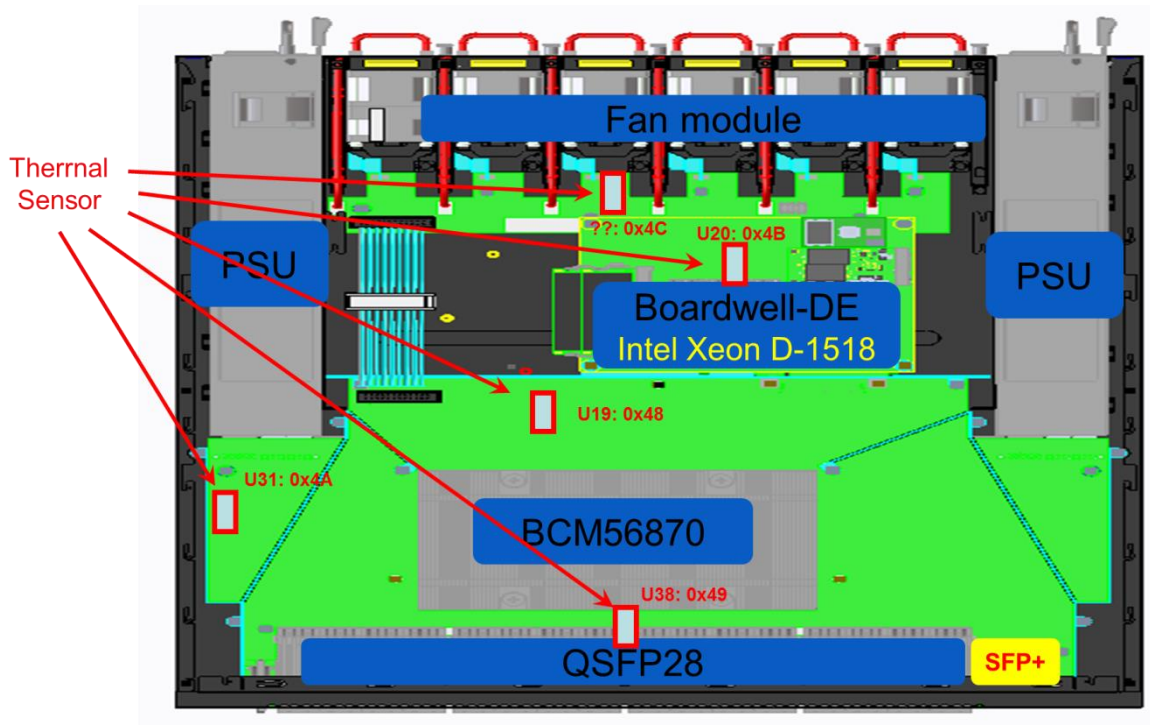 Fan module
Therrnal
Sensor
??: 0x4C
U20: 0x4B
PSU
PSU
Boardwell-DE
Intel Xeon D-1518
U19: 0x48
U31: 0x4A
BCM56870
U38: 0x49
QSFP28
SFP+